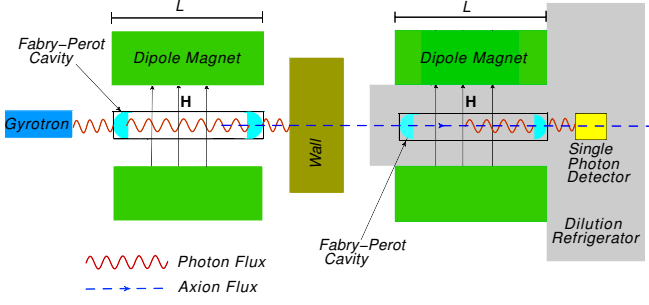 L
Fabry-Perot
Cavity
Dipole Magnet
H
Gyrotron
Wall
L
Dipole Magnet
H
Single
Photon
Detector
Fabry-Perot
Cavity
Dilution
Refrigerator
Photon Flux
Axion Flux